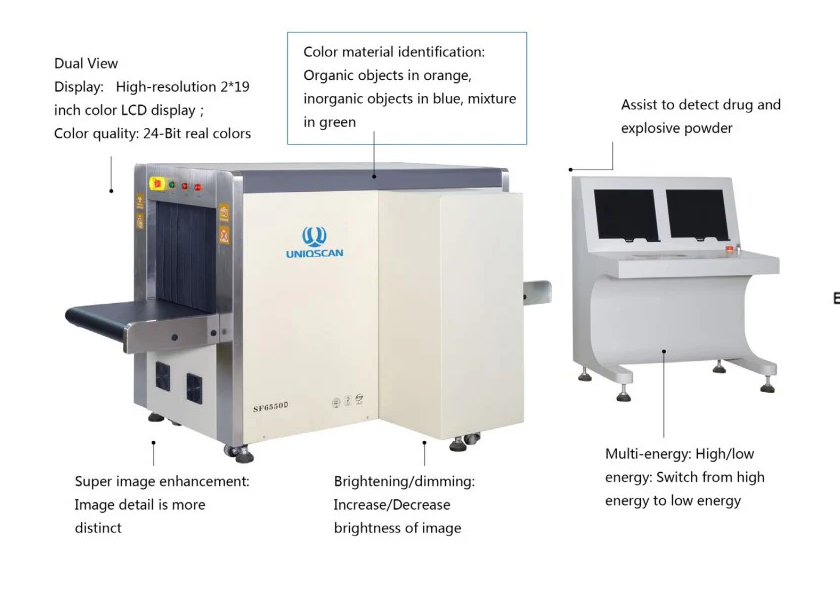 Dual View
Display:   High-resolution 2*19
inch color LCD display ;
Color quality: 24-Bit real colors
Color material identification:
Organic objects in orange,
inorganic objects in blue, mixture
in green
Assist to detect drug and
explosive powder
UNIQSCAN
SF6550D
Super image enhancement:
Image detail is more
distinct
Brightening/dimming:
Increase/Decrease
brightness of image
Multi-energy: High/low
energy: Switch from high
energy to low energy